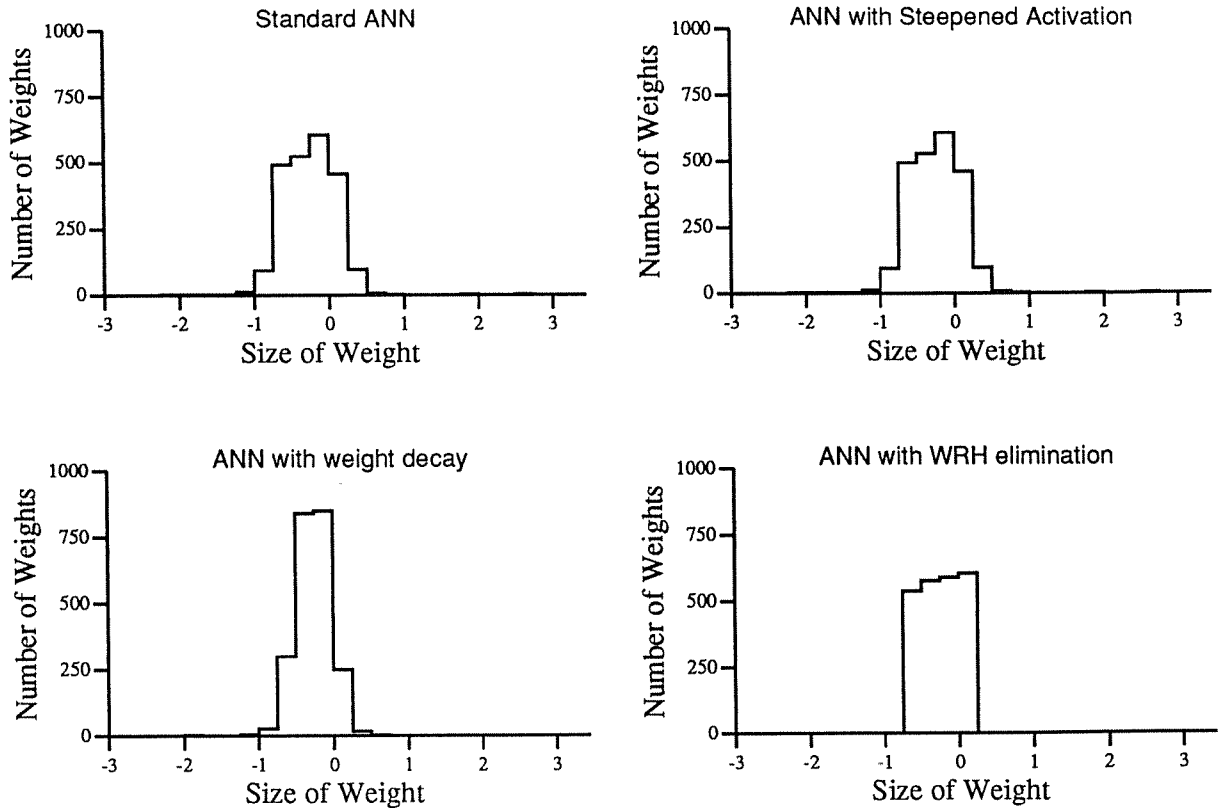 Standard ANN
Number of Weights
1000
750
500
250
0
-3 -2 -1 0 1 2 3
Size of Weight
ANN with Steepened Activation
Number of Weights
1000
750
500
250
0
-3 -2 -1 0 1 2 3
Size of Weight
ANN with weight decay
Number of Weights
1000
750
500
250
0
-3 -2 -1 0 1 2 3
Size of Weight
ANN with WRH elimination
Number of Weights
1000
750
500
250
0
-3 -2 -1 0 1 2 3
Size of Weight